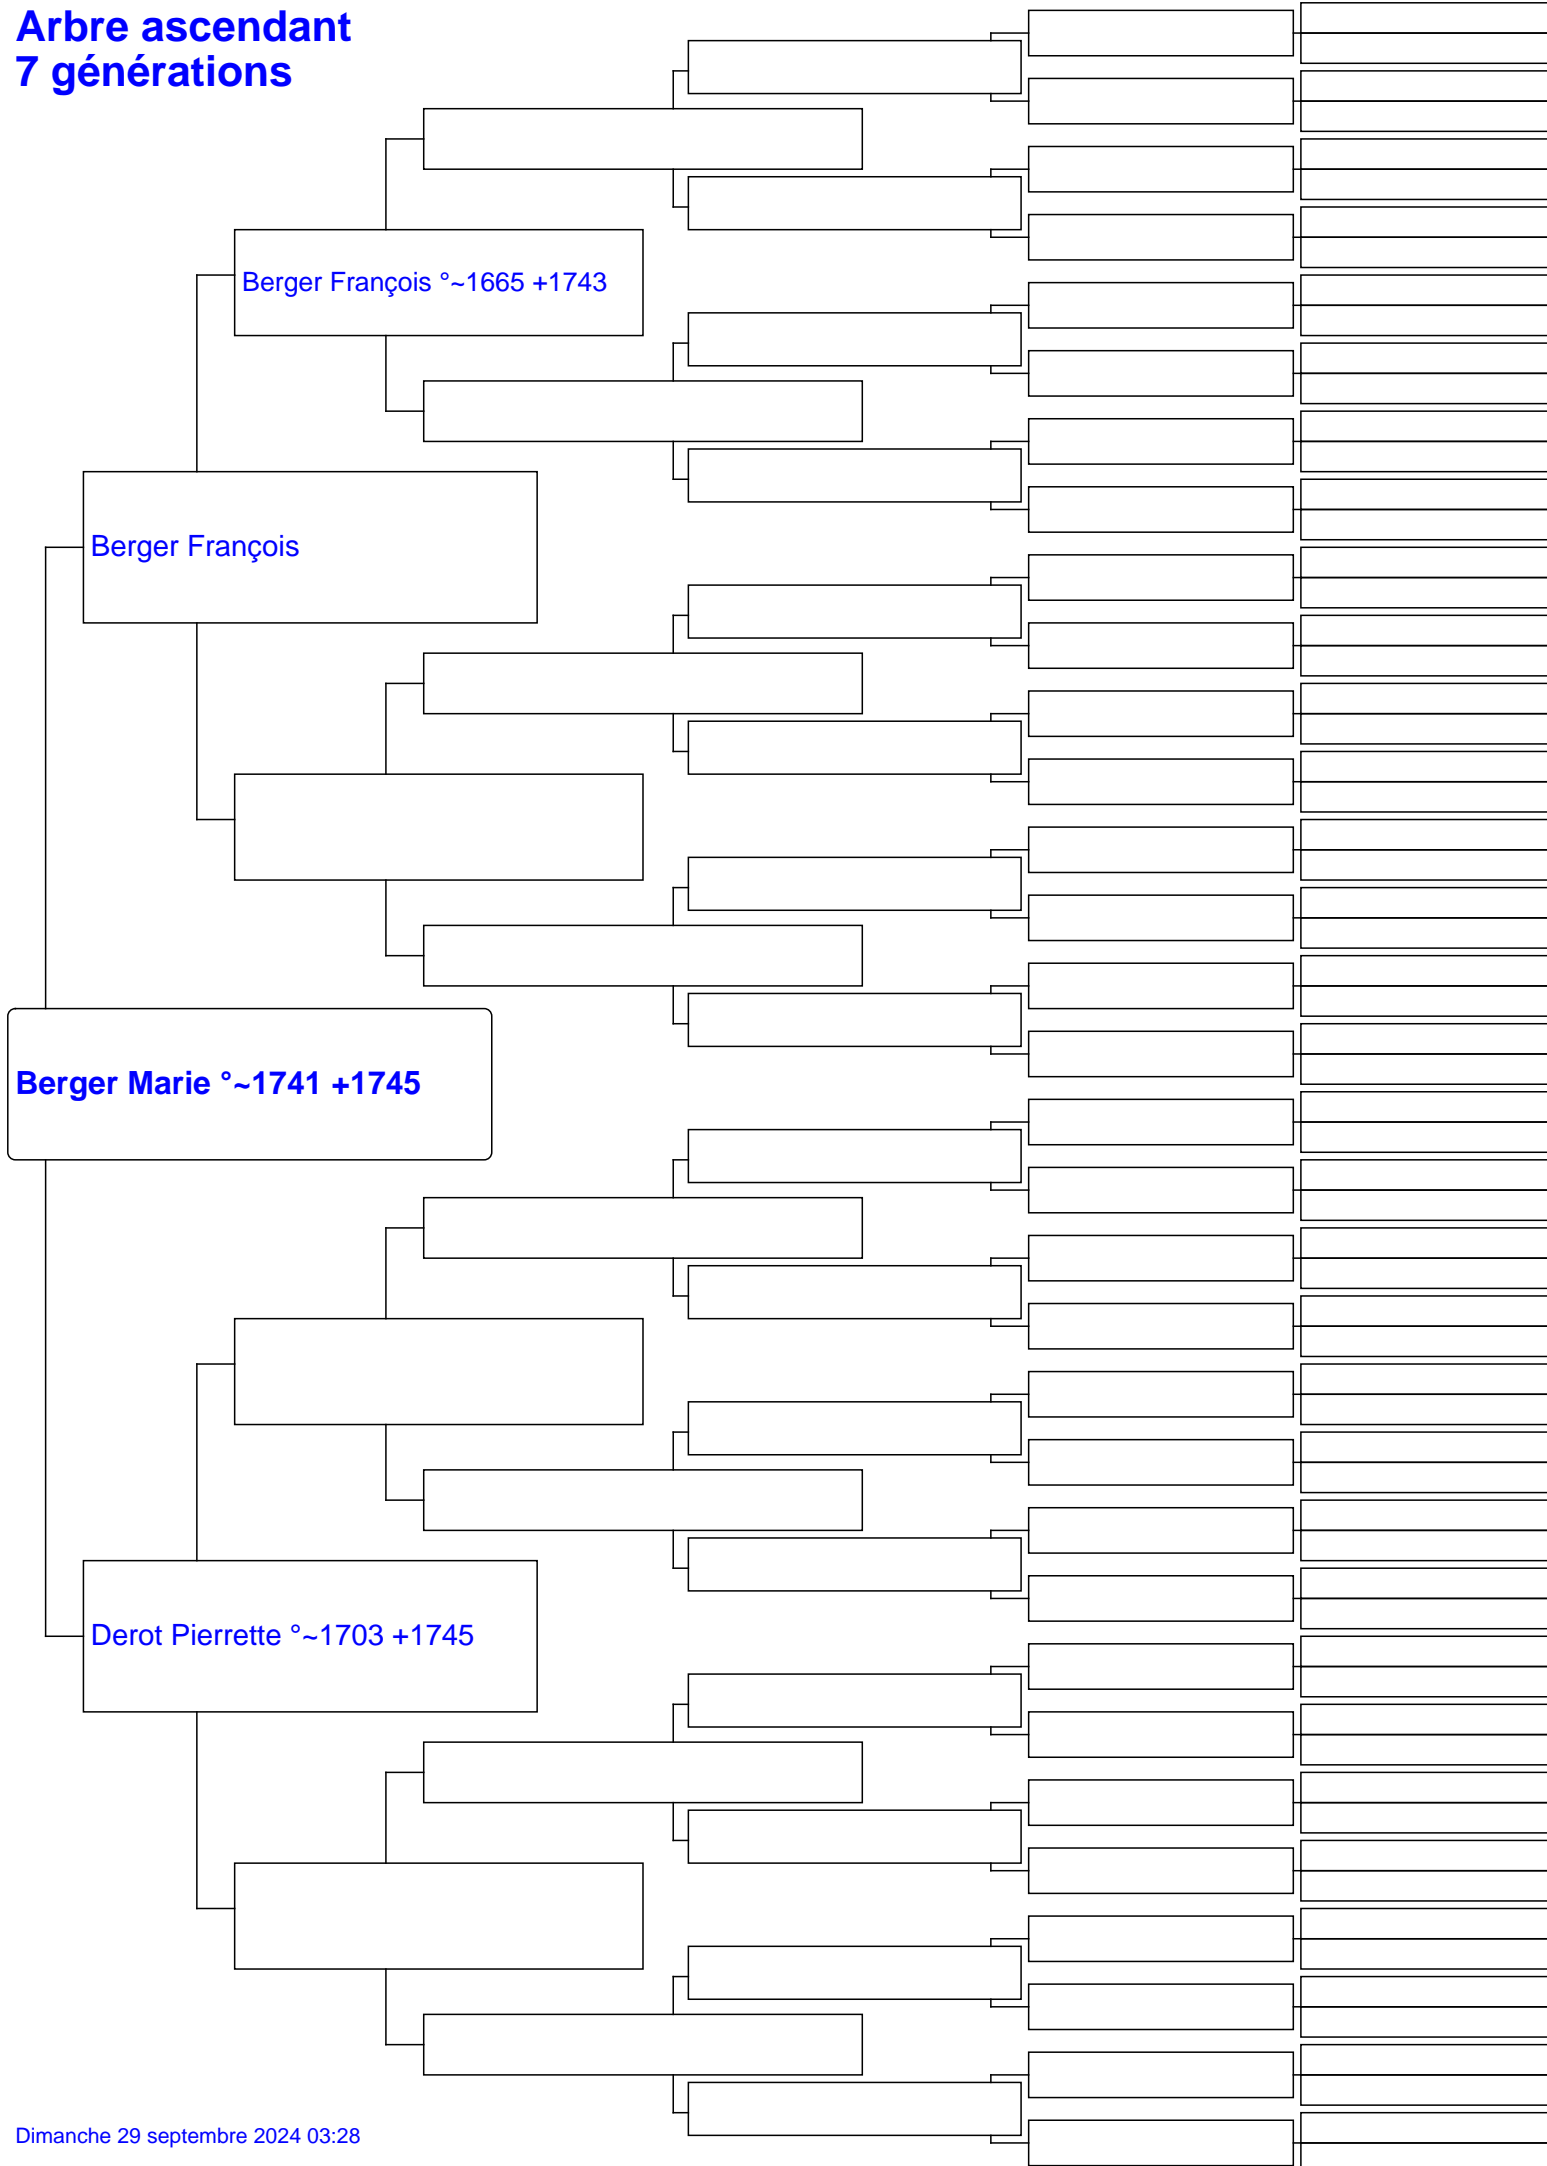 Arbre ascendant
7 générations
Berger François °~1665 +1743
Berger François
Berger Marie °~1741 +1745
Derot Pierrette °~1703 +1745
Dimanche 29 septembre 2024 03:28